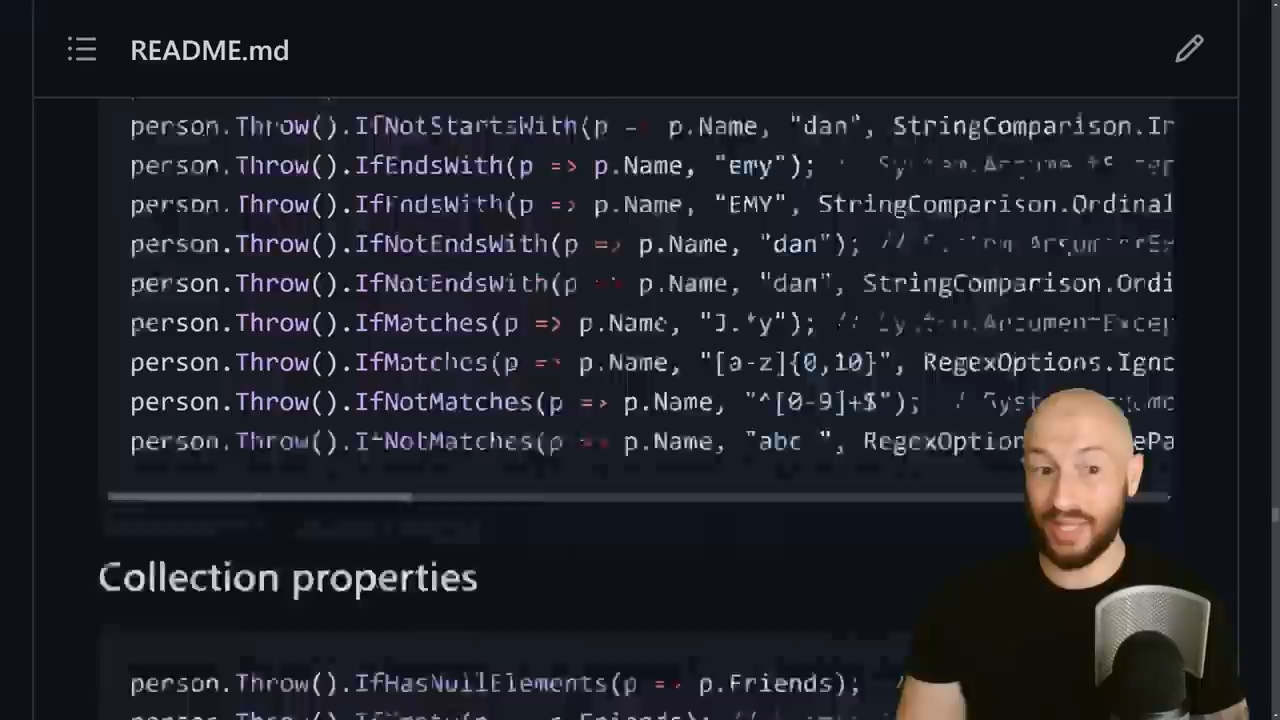 README.md
person.Throw().IfNotStartsWith(p => p.Name, "dan", StringComparison.
person.Throw().IfEndsWith(p => p.Name, "emy");
person.Throw().IfEndsWith(p => p.Name, "EMY", StringComparison.Ordinal
person.Throw().IfNotEndsWith(p => p.Name, "dan"); //
person.Throw().IfNotEndsWith(p => p.Name, "dan", StringComparison.Ordi
person.Throw().IfMatches(p => p.Name, "J.*y"); //
person.Throw().IfMatches(p => p.Name, "[a-z]{0,10}", RegexOptions.Ignc
person.Throw().IfNotMatches(p => p.Name, "^[0-9]+$");
person.Throw().IfNotMatches(p => p.Name, "abc ", RegexOption
Collection properties
person.Throw().IfHasNullElements(p => p.Friends);